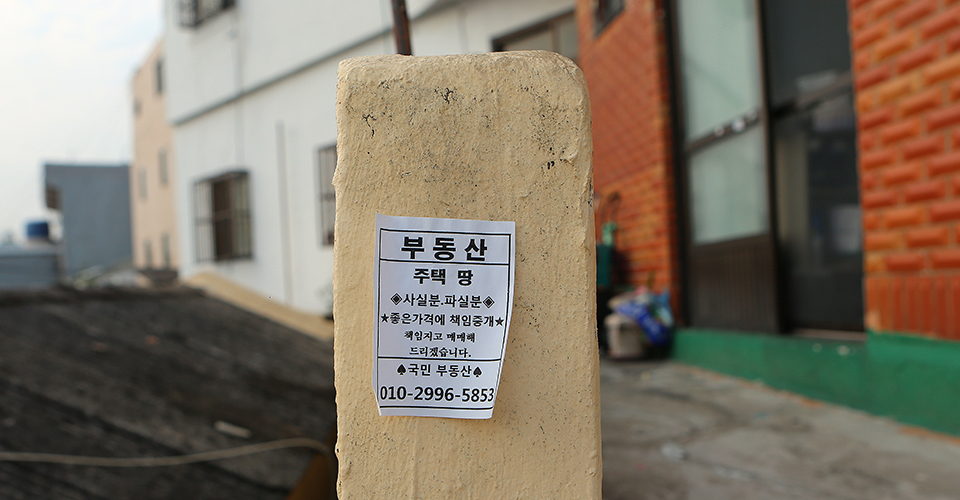 부동산
주택 땅
◈사실분.파실분◈
★좋은가격에 책임중개★
책임지고 매매해
드리겠습니다.
♠국민 부동산♠
010-2996-5853